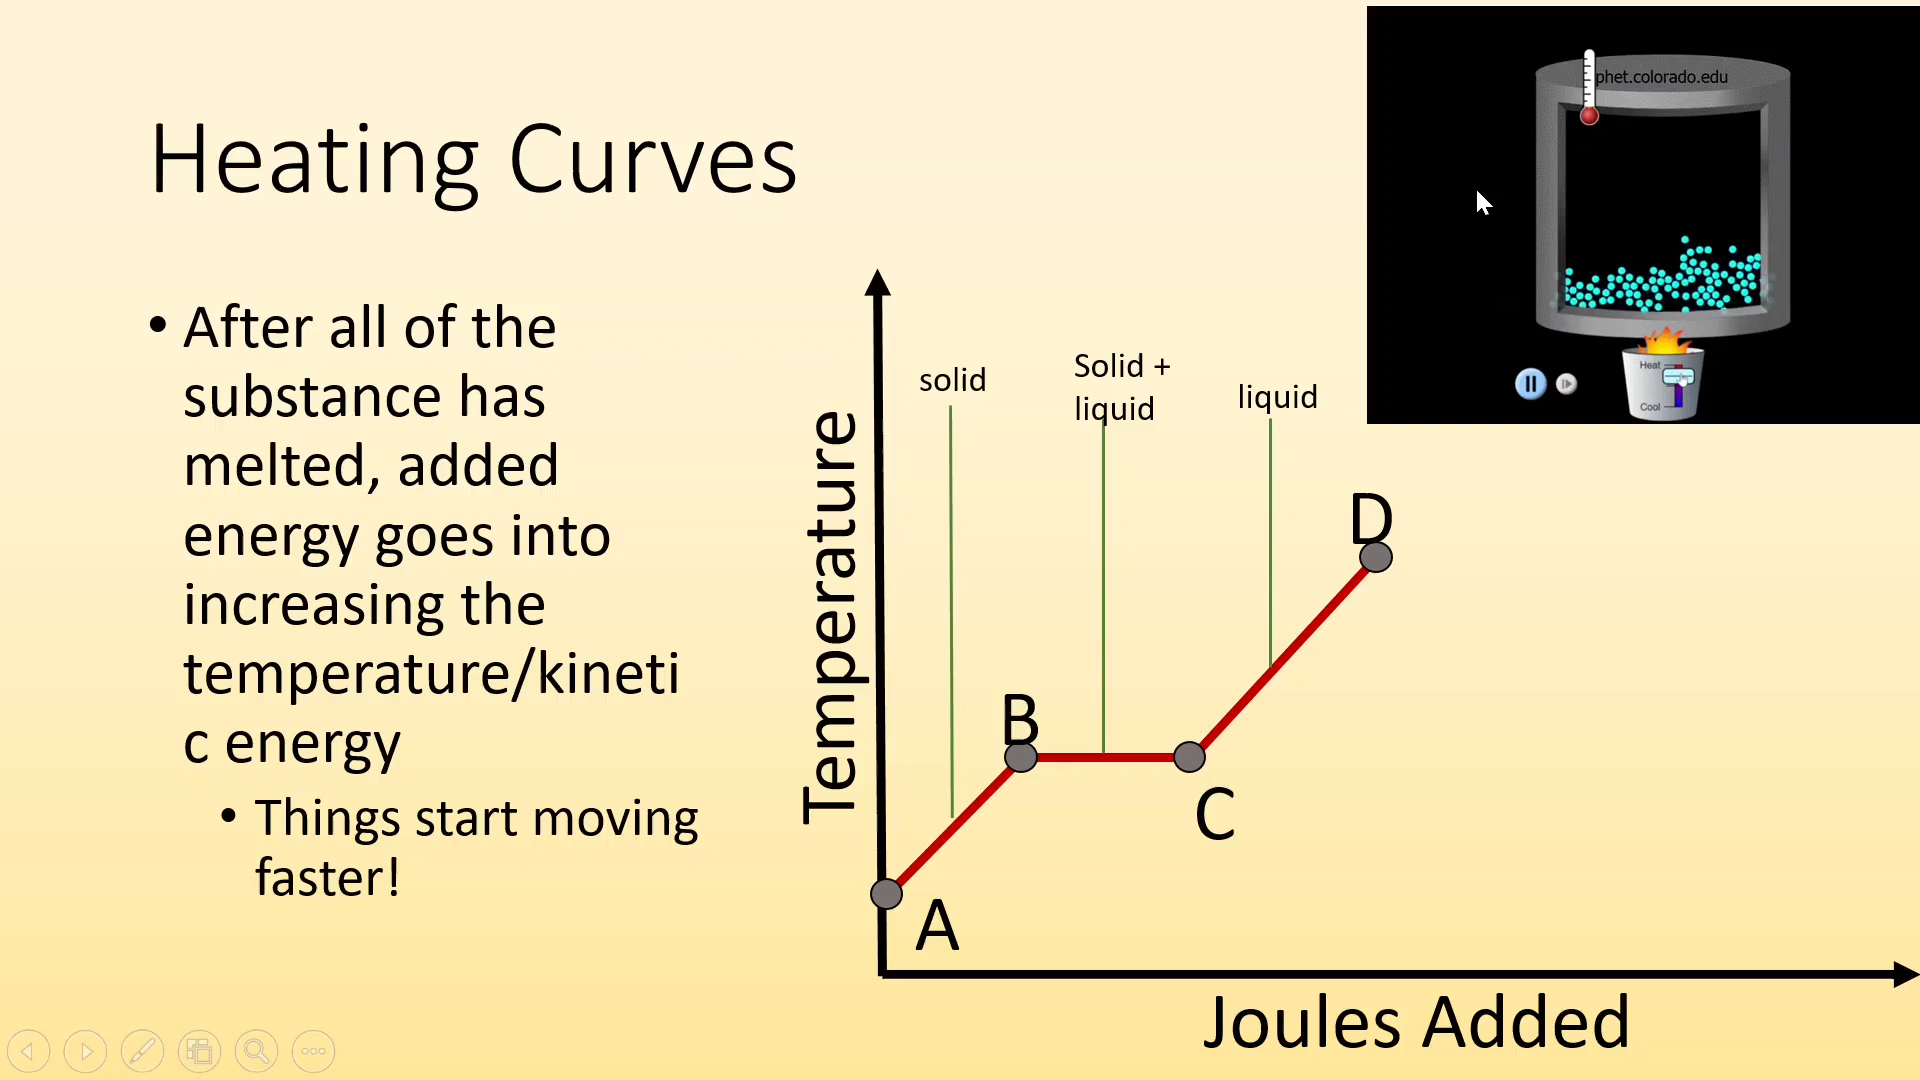 Heating Curves
• After all of the
substance has
melted, added
energy goes into
increasing the
temperature/kineti
c energy
• Things start moving
faster!
Temperature
solid
Solid +
liquid
liquid
A
B
C
D
Joules Added
phet.colorado.edu
Heat
Cool